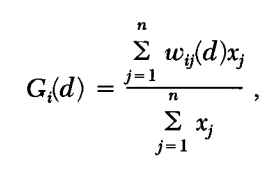 G_i(d) = \frac{\sum_{j=1}^{n} w_{ij}(d) x_j}{\sum_{j=1}^{n} x_j} ,